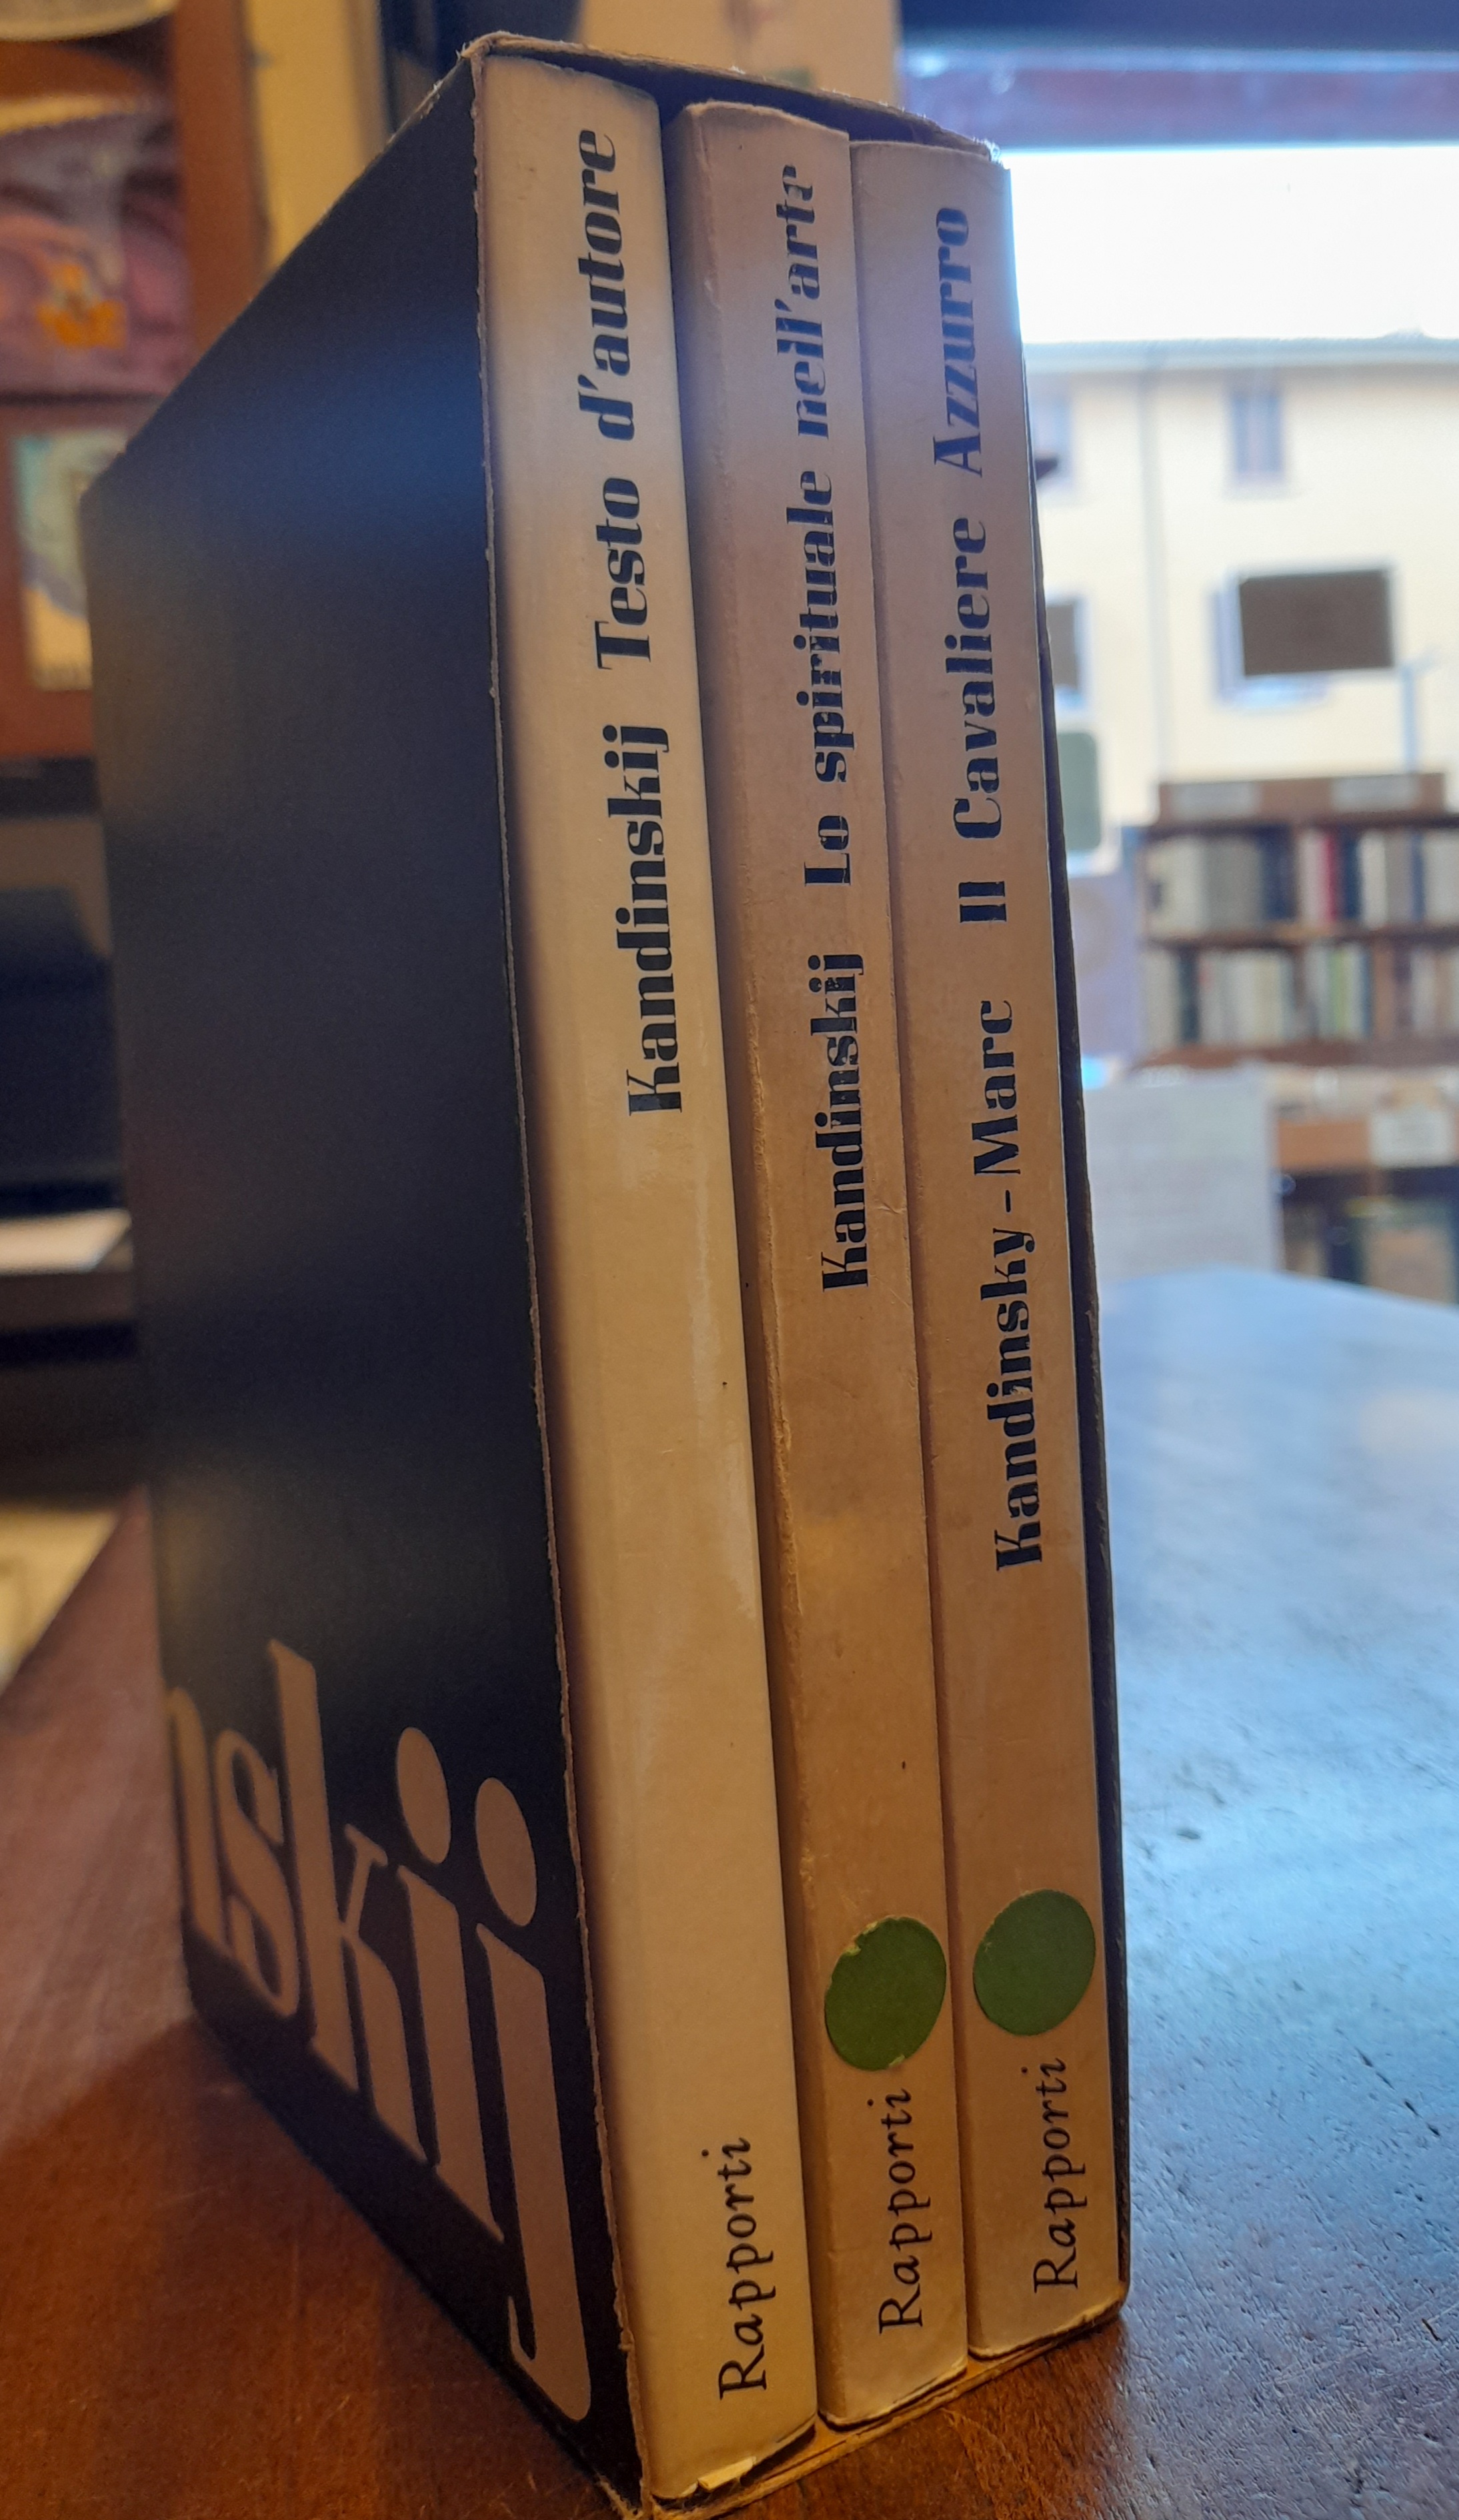 nskij
Kandinskij Testo d'autore
Rapporti
Kandinskij Lo spirituale nell'arte
Rapporti
Kandinsky - Marc Il Cavaliere Azzurro
Rapporti